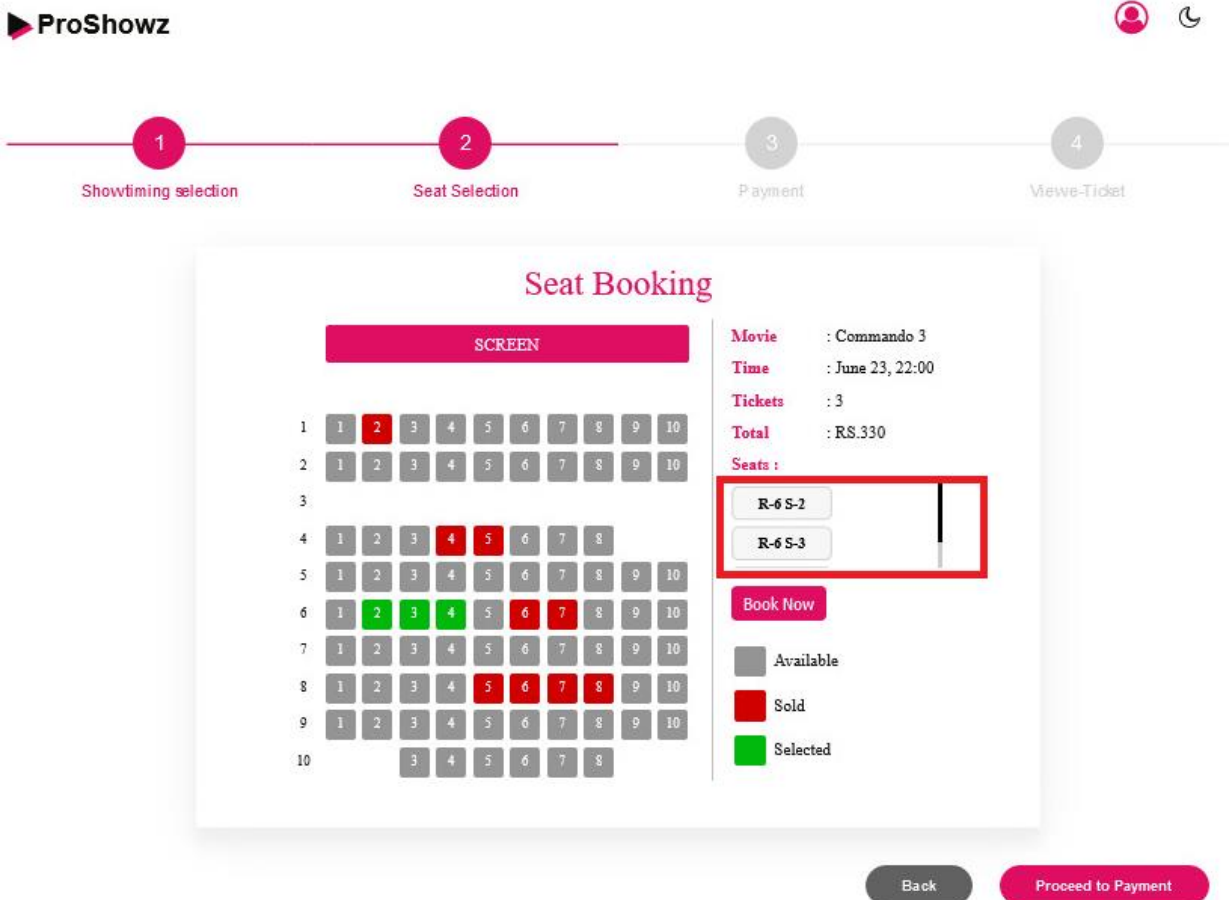 ProShowz
1 2 3 4
Showtiming selection Seat Selection Payment Viewe-Ticket
Seat Booking
SCREEN
1 1 2 3 4 5 6 7 8 9 10
2 1 2 3 4 5 6 7 8 9 10
3
4 1 2 3 4 5 6 7 8
5 1 2 3 4 5 6 7 8 9 10
6 1 2 3 4 5 6 7 8 9 10
7 1 2 3 4 5 6 7 8 9 10
8 1 2 3 4 5 6 7 8 9 10
9 1 2 3 4 5 6 7 8 9 10
10 3 4 5 6 7 8
Movie : Commando 3
Time : June 23, 22:00
Tickets : 3
Total : RS.330
Seats :
R-6 S-2
R-6 S-3
Book Now
Available
Sold
Selected
Back Proceed to Payment